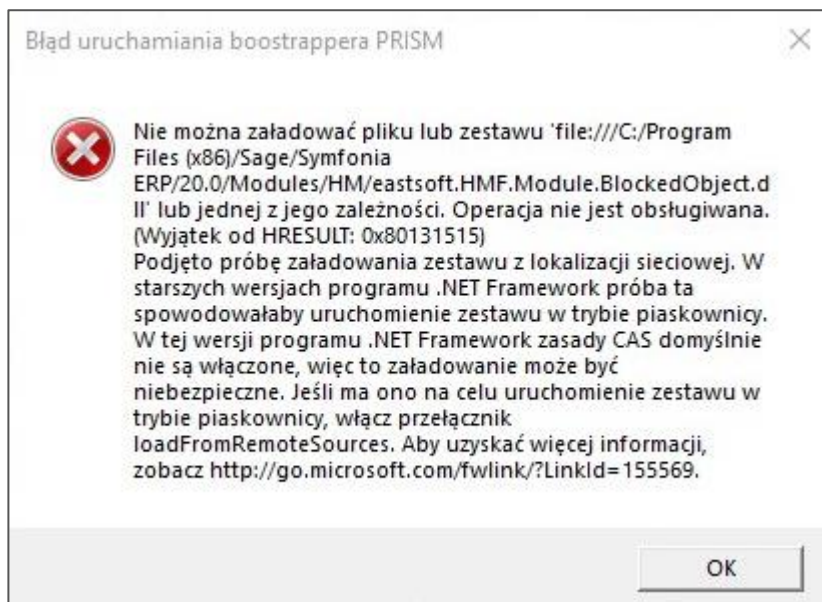 Błąd uruchamiania boostrappera PRISM
Nie można załadować pliku lub zestawu 'file:///C:/Program
Files (x86)/Sage/Symfonia
ERP/20.0/Modules/HM/eastsoft.HMF.Module.BlockedObject.d
ll' lub jednej z jego zależności. Operacja nie jest obsługiwana.
(Wyjątek od HRESULT: 0x80131515)
Podjęto próbę załadowania zestawu z lokalizacji sieciowej. W
starszych wersjach programu .NET Framework próba ta
spowodowałaby uruchomienie zestawu w trybie piaskownicy.
W tej wersji programu .NET Framework zasady CAS domyślnie
nie są włączone, więc to załadowanie może być
niebezpieczne. Jeśli ma ono na celu uruchomienie zestawu w
trybie piaskownicy, włącz przełącznik
loadFromRemoteSources. Aby uzyskać więcej informacji,
zobacz http://go.microsoft.com/fwlink/?LinkId=155569.
OK